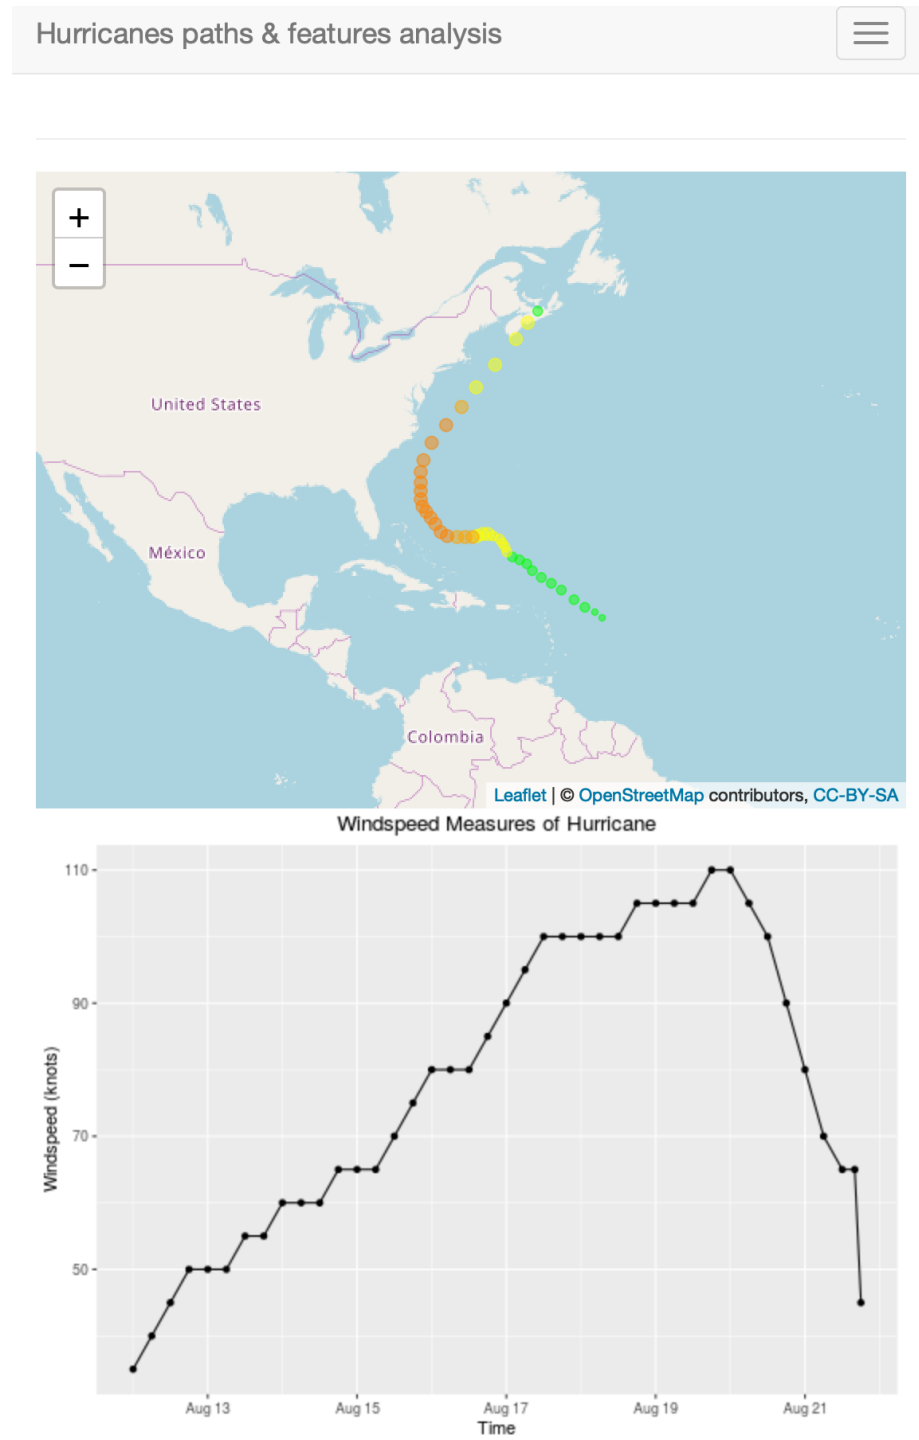 Hurricanes paths & features analysis
+
−
United States
México
Colombia
Leaflet | © OpenStreetMap contributors, CC-BY-SA
Windspeed Measures of Hurricane
110
90
70
50
Windspeed (knots)
Aug 13 Aug 15 Aug 17 Aug 19 Aug 21
Time